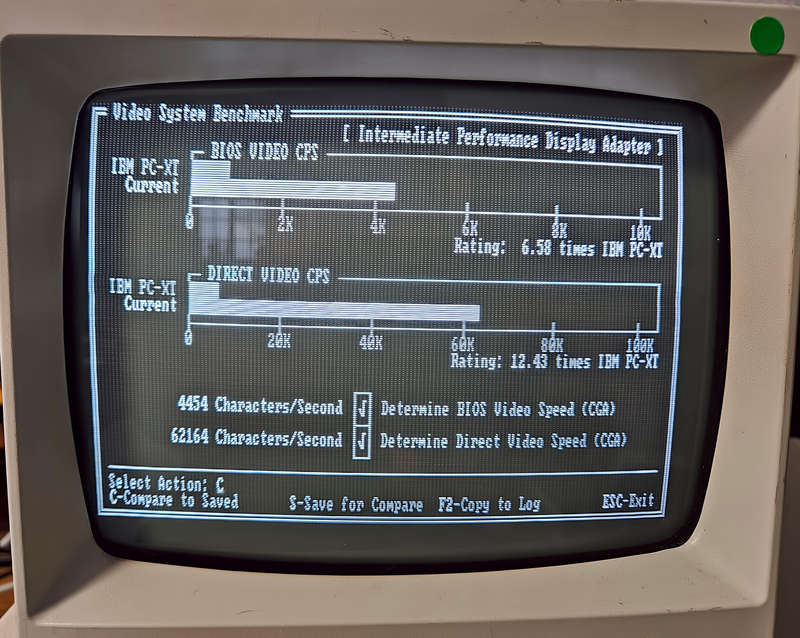 Video System Benchmark
[ Intermediate Performance Display Adapter ]
BIOS VIDEO CPS
IBM PC-XT
Current
0 2K 4K 6K 8K 10K
Rating: 6.58 times IBM PC-XT
DIRECT VIDEO CPS
IBM PC-XT
Current
0 20K 40K 60K 80K 100K
Rating: 12.43 times IBM PC-XT
4454 Characters/Second √ Determine BIOS Video Speed (CGA)
62164 Characters/Second √ Determine Direct Video Speed (CGA)
Select Action: C
C-Compare to Saved S-Save for Compare F2-Copy to Log ESC-Exit